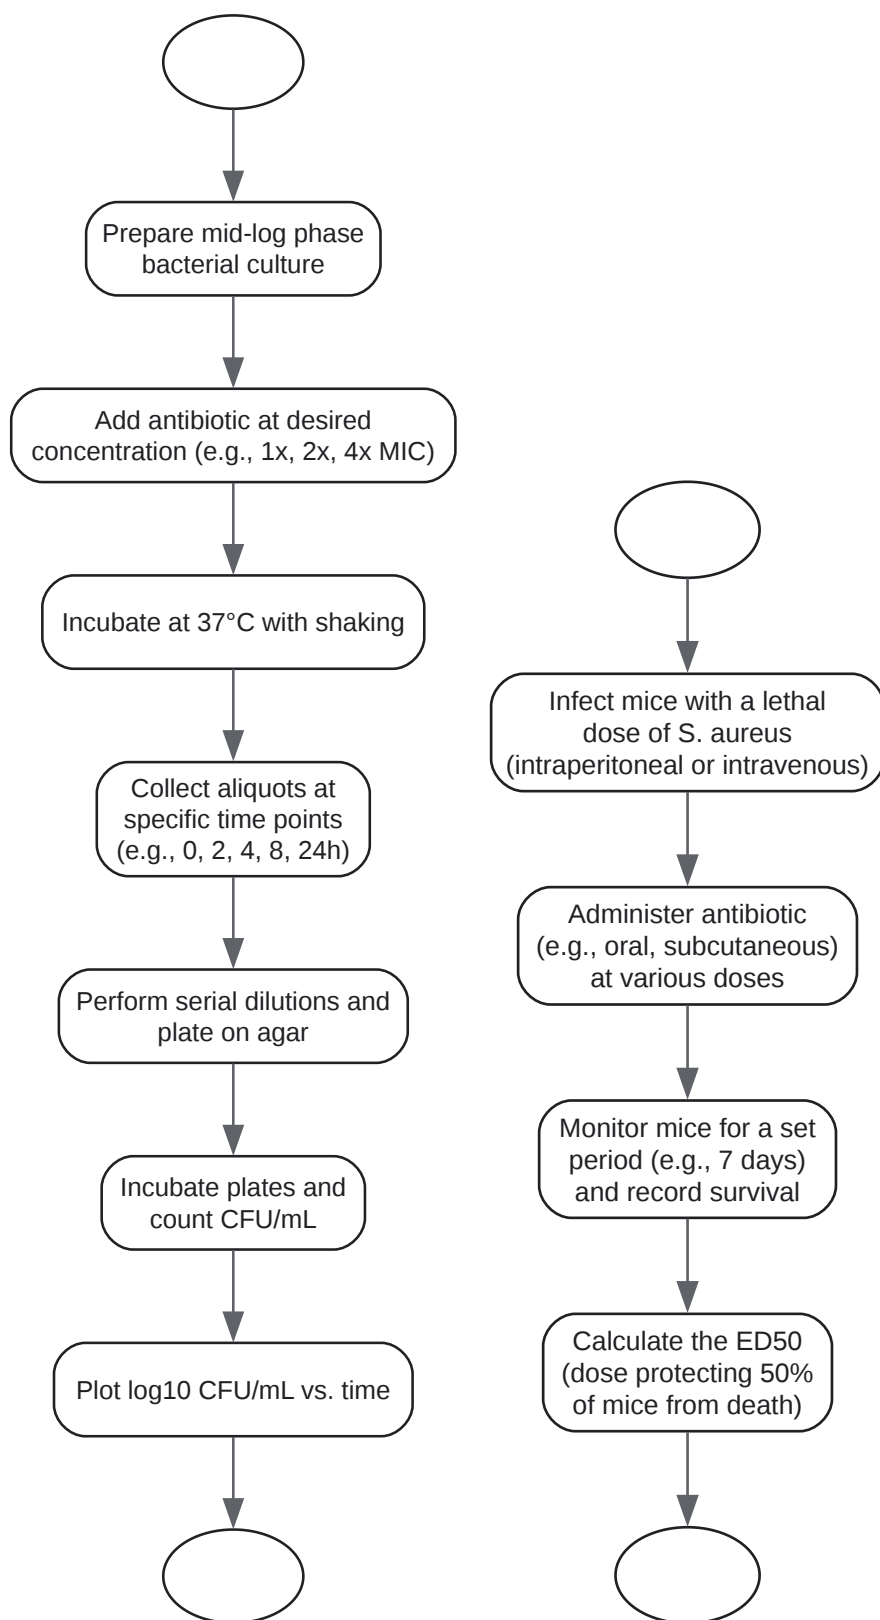 Prepare mid-log phase
bacterial culture
Add antibiotic at desired
concentration (e.g., 1x, 2x, 4x MIC)
Incubate at 37°C with shaking
Collect aliquots at
specific time points
(e.g., 0, 2, 4, 8, 24h)
Perform serial dilutions and
plate on agar
Incubate plates and
count CFU/mL
Plot log10 CFU/mL vs. time
Infect mice with a lethal
dose of S. aureus
(intraperitoneal or intravenous)
Administer antibiotic
(e.g., oral, subcutaneous)
at various doses
Monitor mice for a set
period (e.g., 7 days)
and record survival
Calculate the ED50
(dose protecting 50%
of mice from death)